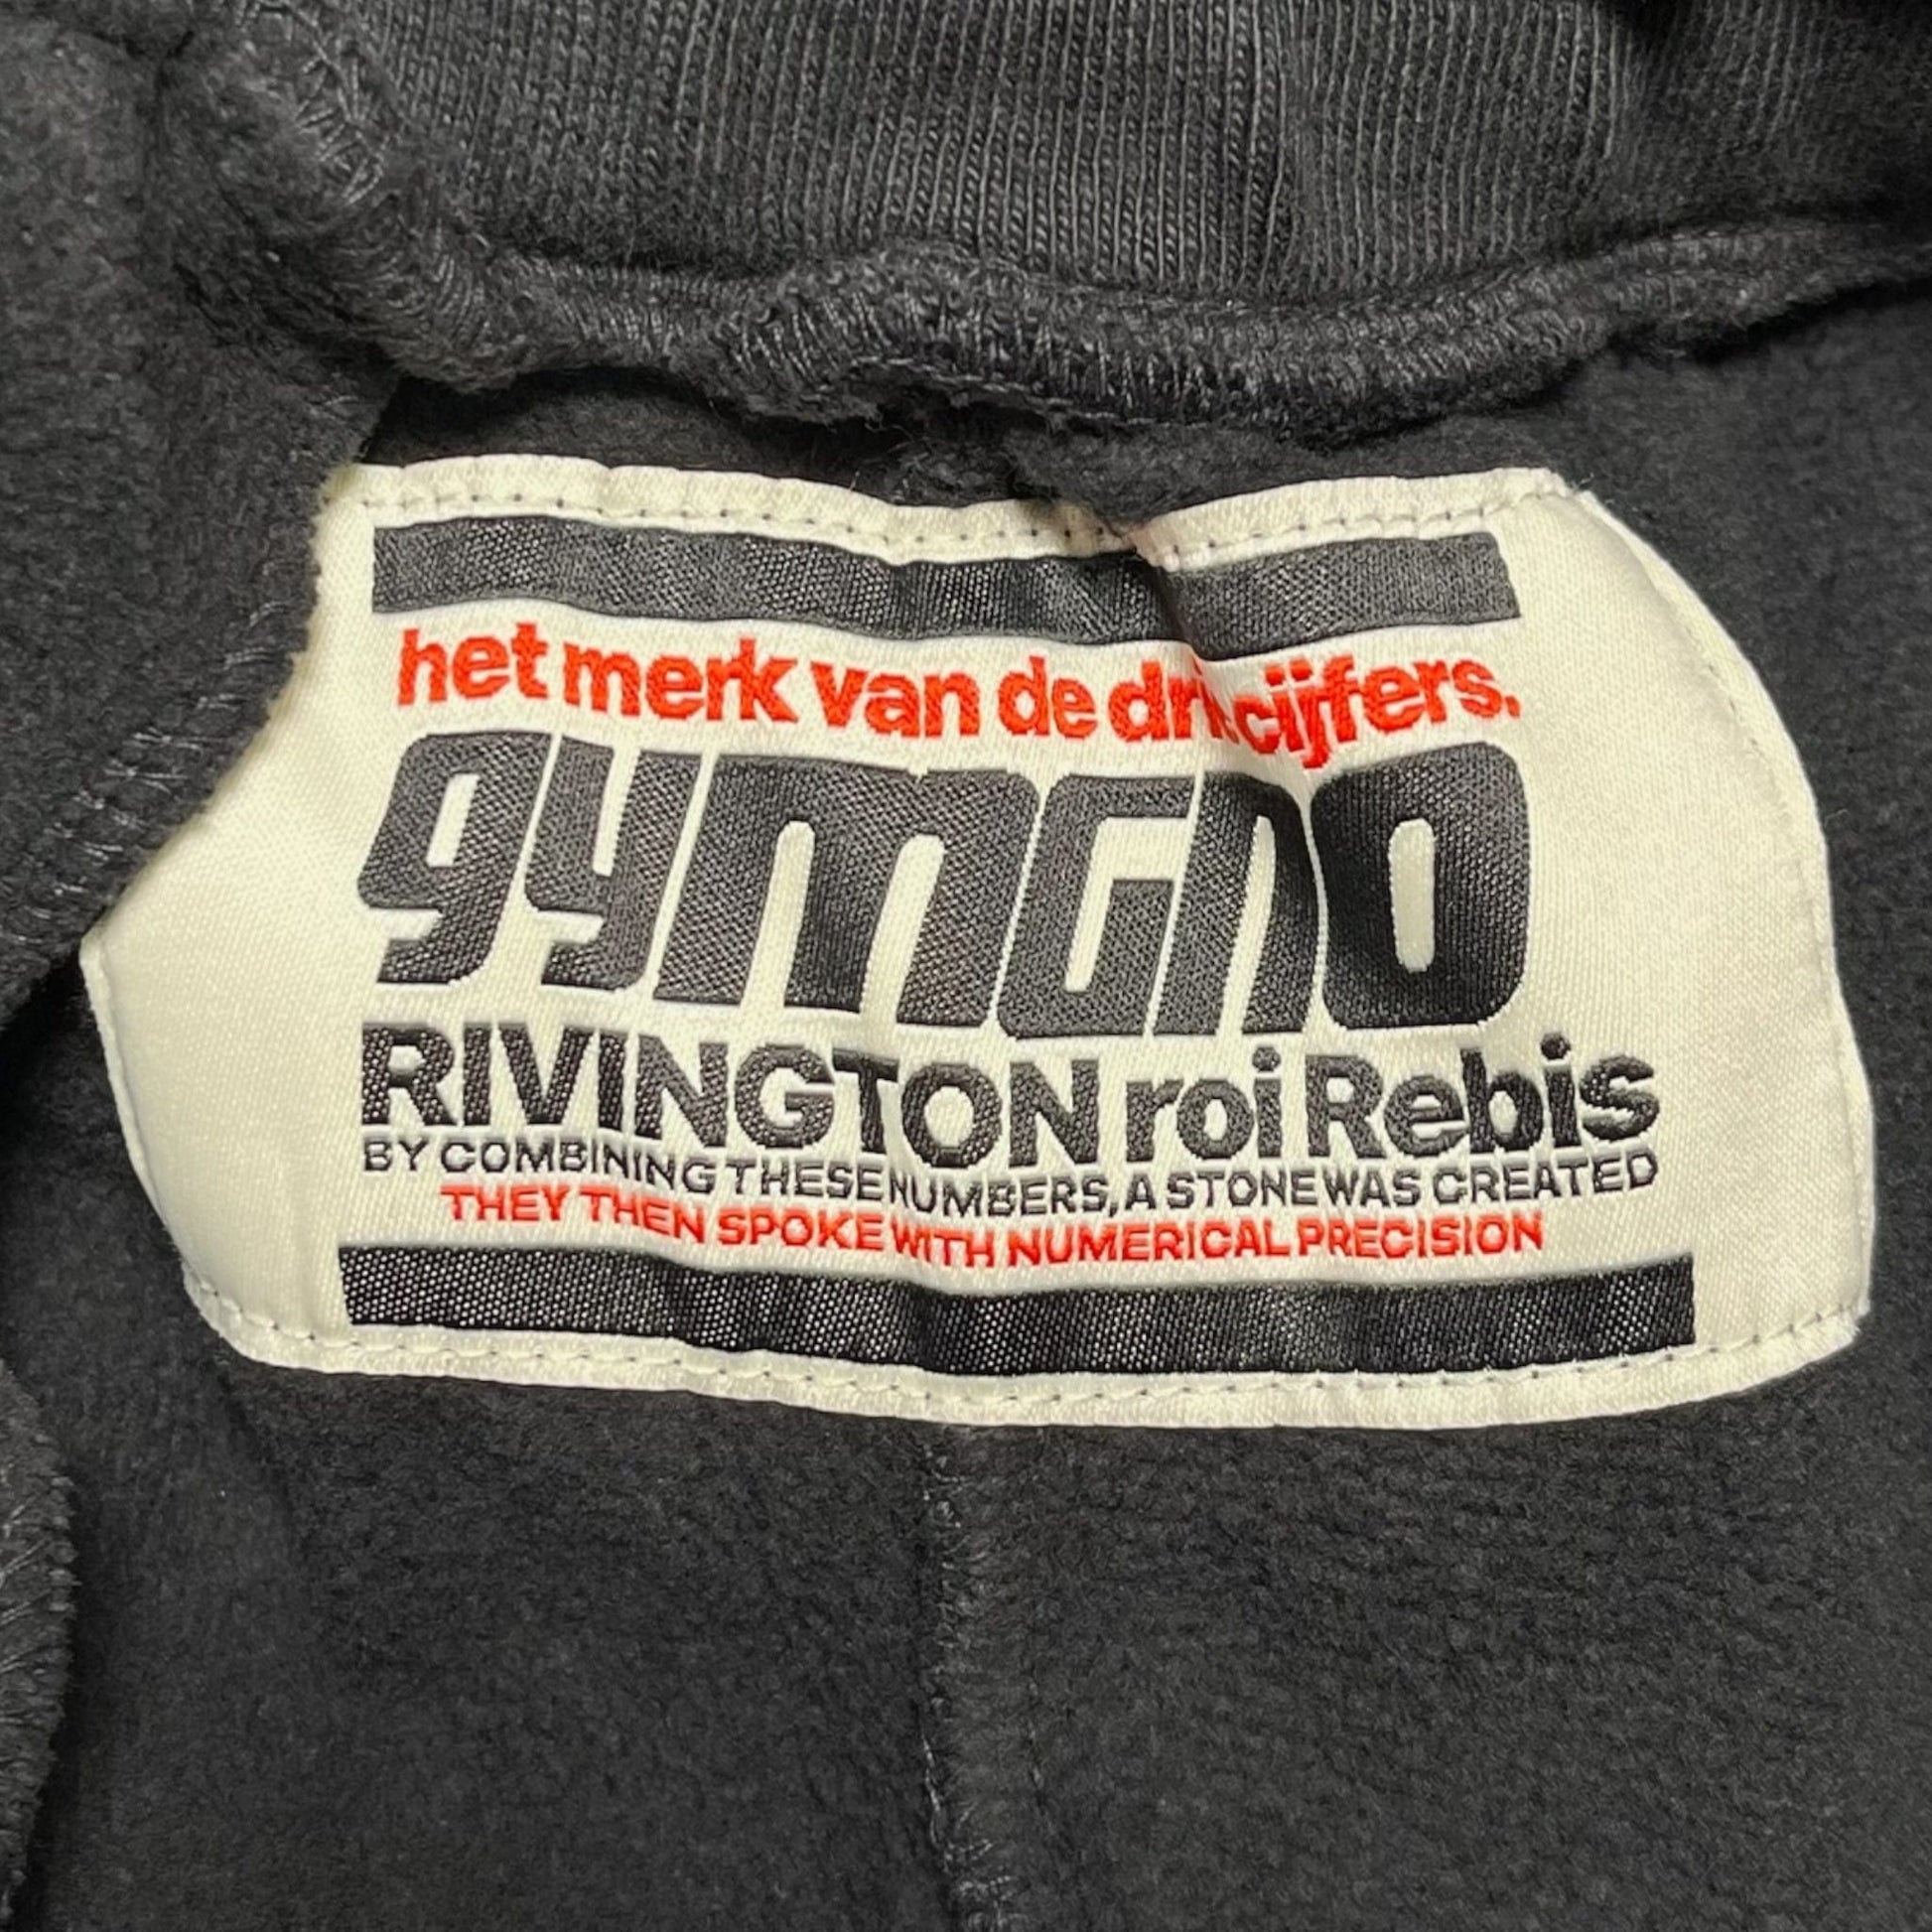 het merk van de cijfers.
gymcno
RIVINGTON roi Rebis
BY COMBINING THESE NUMBERS, A STONE WAS CREATED
THEY THEN SPOKE WITH NUMERICAL PRECISION